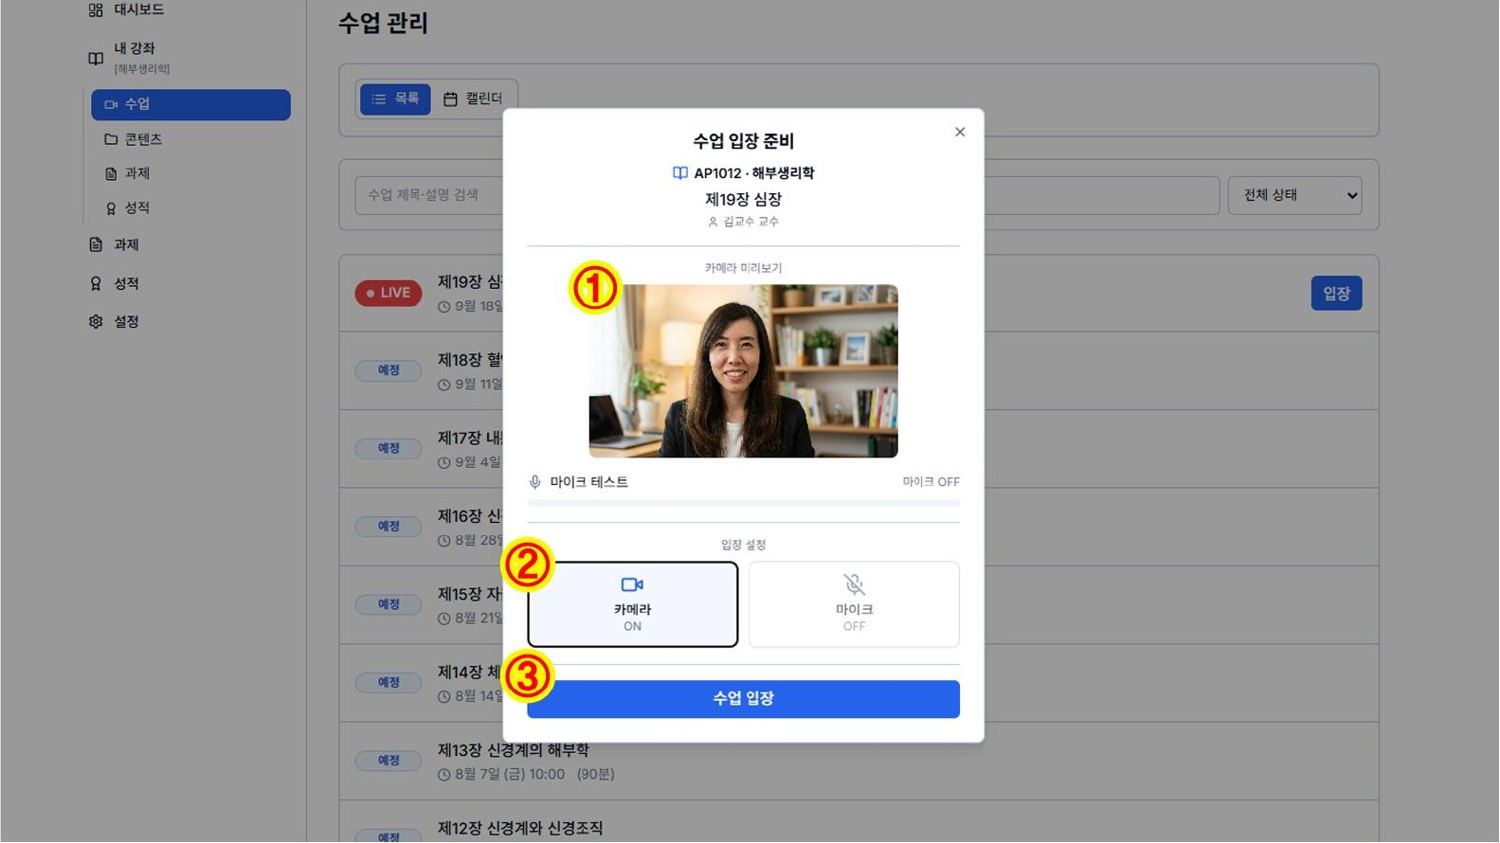 대시보드
내 강좌
[해부생리학]
수업
콘텐츠
과제
성적
과제
성적
설정
수업 관리
목록
캘린더
수업 제목·설명 검색
전체 상태
LIVE
제19장 심
9월 18일
입장
예정
제18장 혈
9월 11일
예정
제17장 내
9월 4일
예정
제16장 신
8월 28일
예정
제15장 자
8월 21일
예정
제14장 체
8월 14일
예정
제13장 신경계의 해부학
8월 7일 (금) 10:00 (90분)
예정
제12장 신경계와 신경조직
수업 입장 준비
AP1012 · 해부생리학
제19장 심장
김교수 교수
카메라 미리보기
①
마이크 테스트
마이크 OFF
입장 설정
②
카메라
ON
마이크
OFF
③
수업 입장